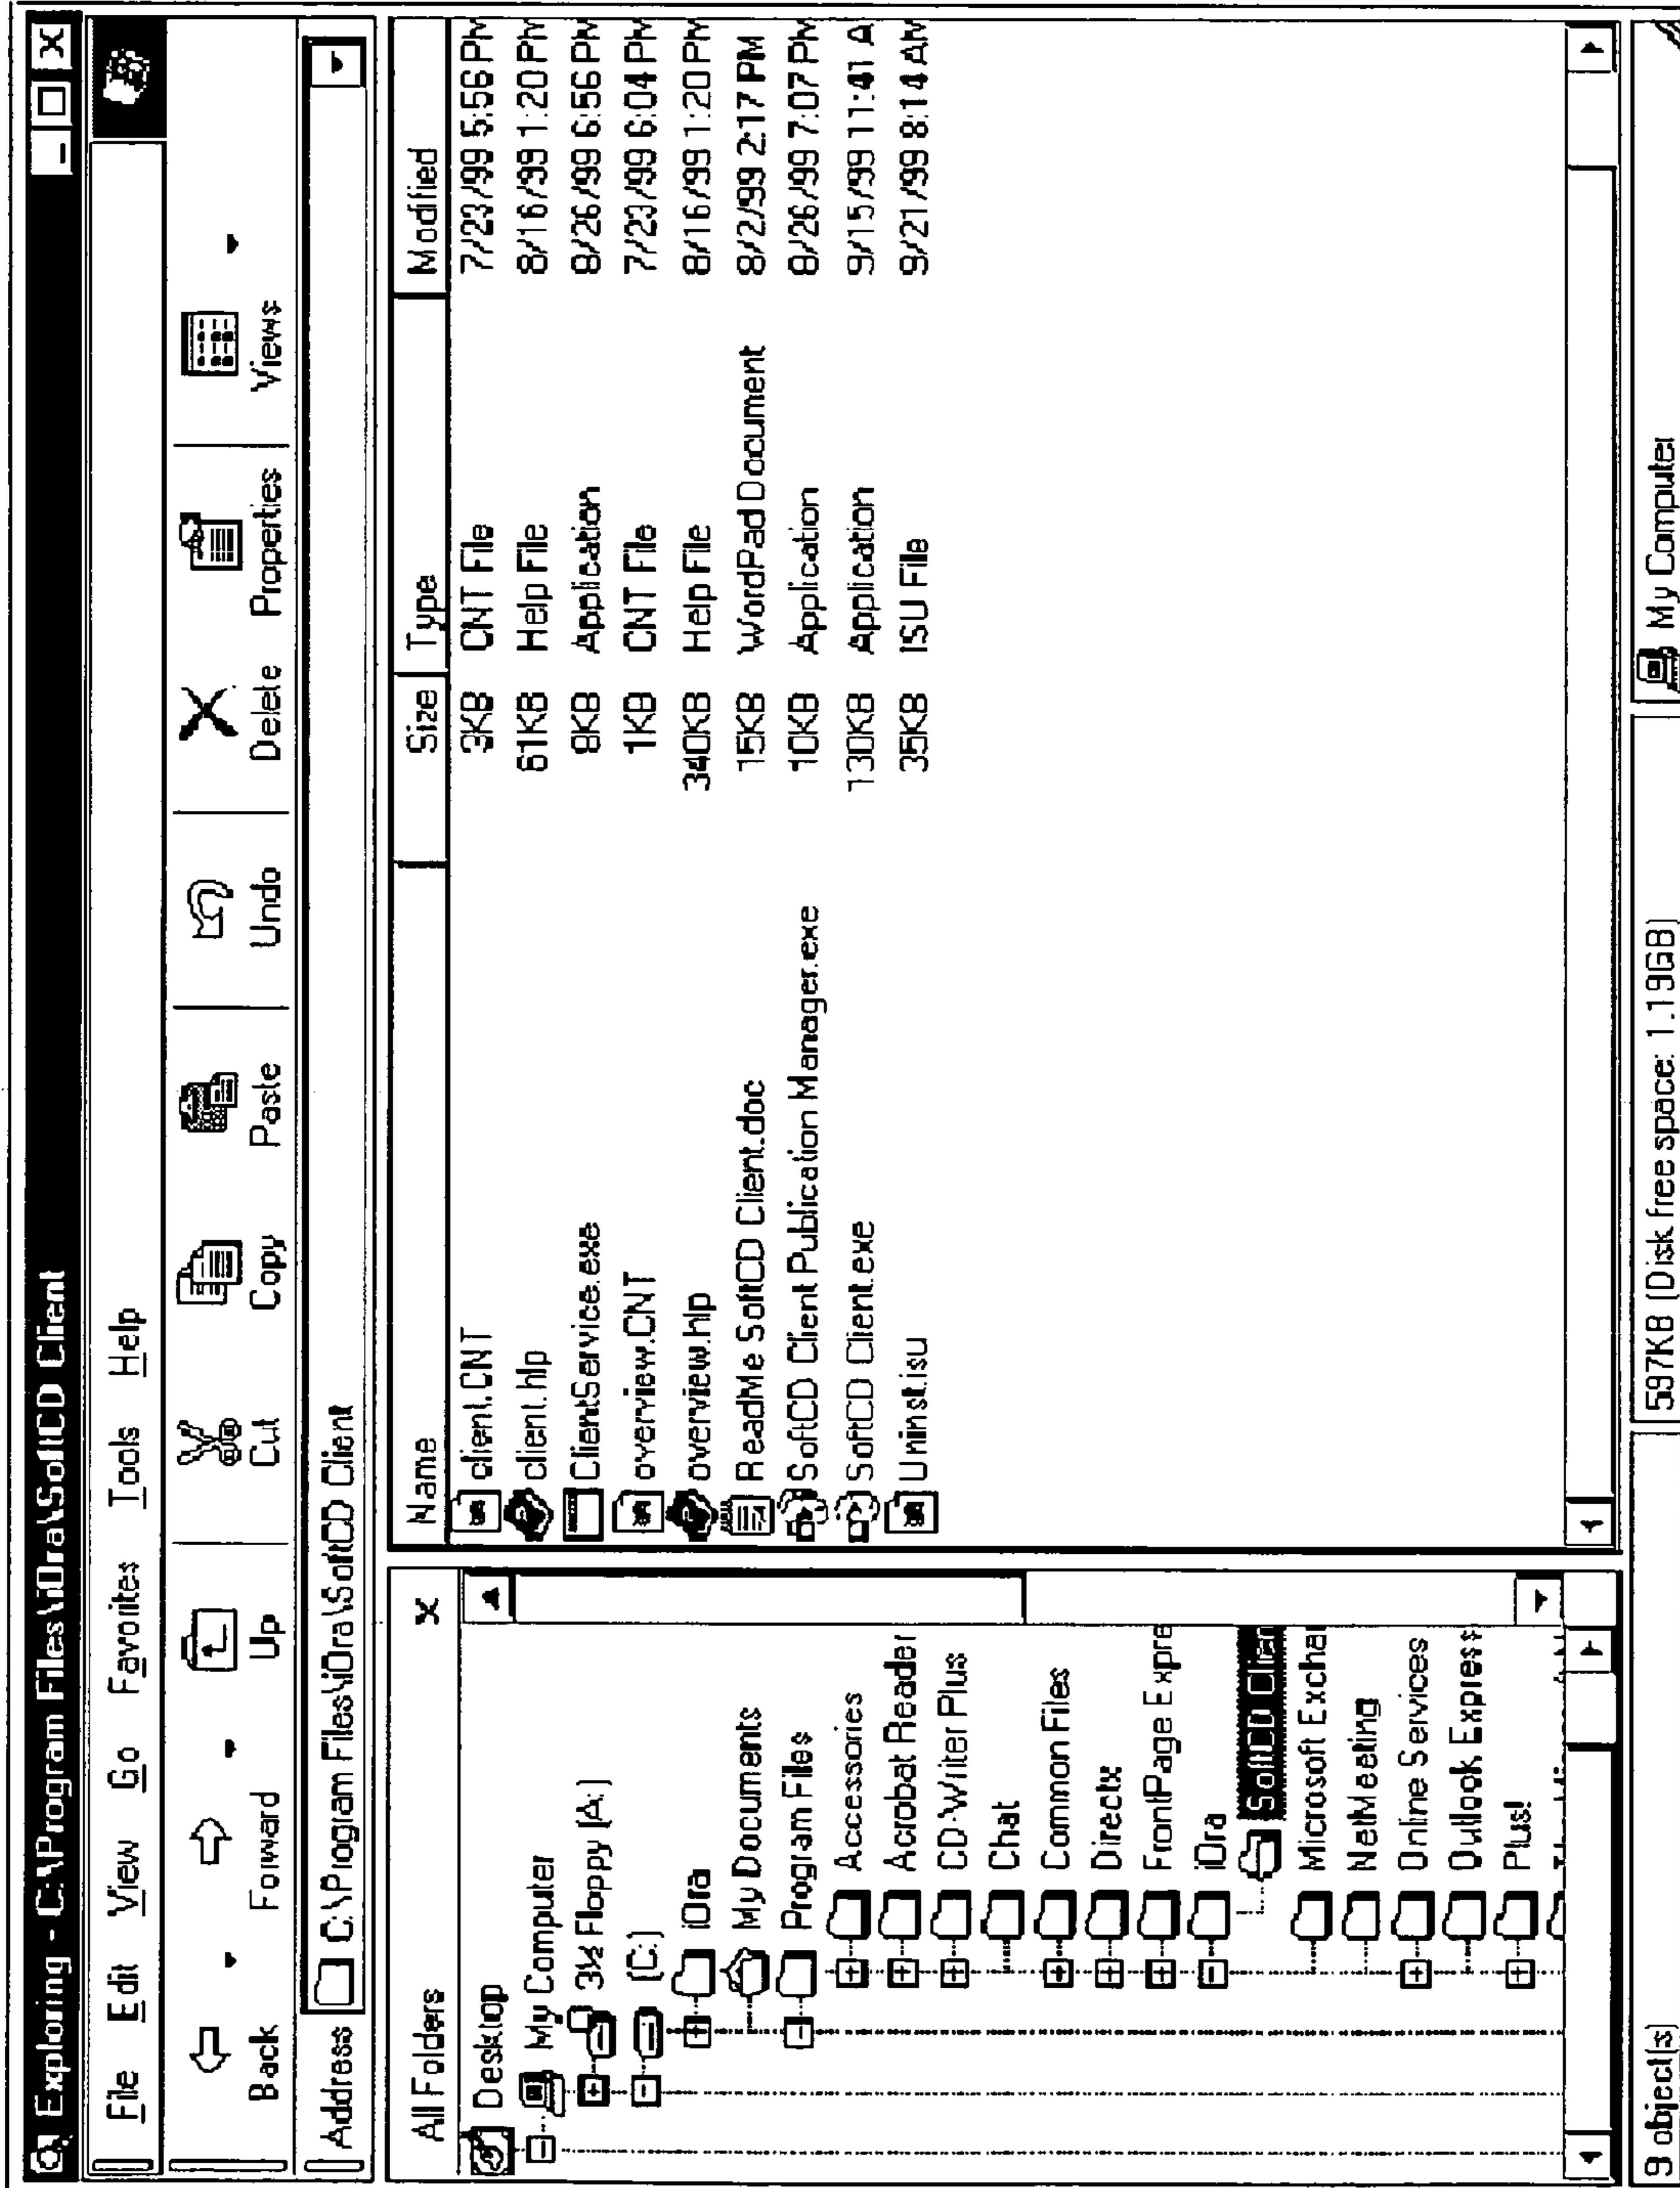 Exploring - C:\Program Files\iOra\SoftCD Client
File Edit View Go Favorites Tools Help
Back Forward Up Cut Copy Paste Undo Delete Properties Views
Address C:\Program Files\iOra\SoftCD Client
All Folders
Desktop
My Computer
3½ Floppy (A:)
(C:)
iOra
My Documents
Program Files
Accessories
Acrobat Reader
CD-Writer Plus
Chat
Common Files
Directx
FrontPage Expre
iOra
SoftCD Clien
Microsoft Exchar
NetMeeting
Online Services
Outlook Express
Plus!
Name Size Type Modified
client.CNT 3KB CNT File 7/23/99 5:56 PM
client.hlp 61KB Help File 8/16/99 1:20 PM
ClientService.exe 8KB Application 8/26/99 6:56 PM
overview.CNT 1KB CNT File 7/23/99 6:04 PM
overview.hlp 340KB Help File 8/16/99 1:20 PM
ReadMe SoftCD Client.doc 15KB WordPad Document 8/2/99 2:17 PM
SoftCD Client Publication Manager.exe 10KB Application 8/26/99 7:07 PM
SoftCD Client.exe 130KB Application 9/15/99 11:41 A
Uninst.isu 35KB ISU File 9/21/99 8:14 AM
9 object(s) 597KB (Disk free space: 1.19GB) My Computer